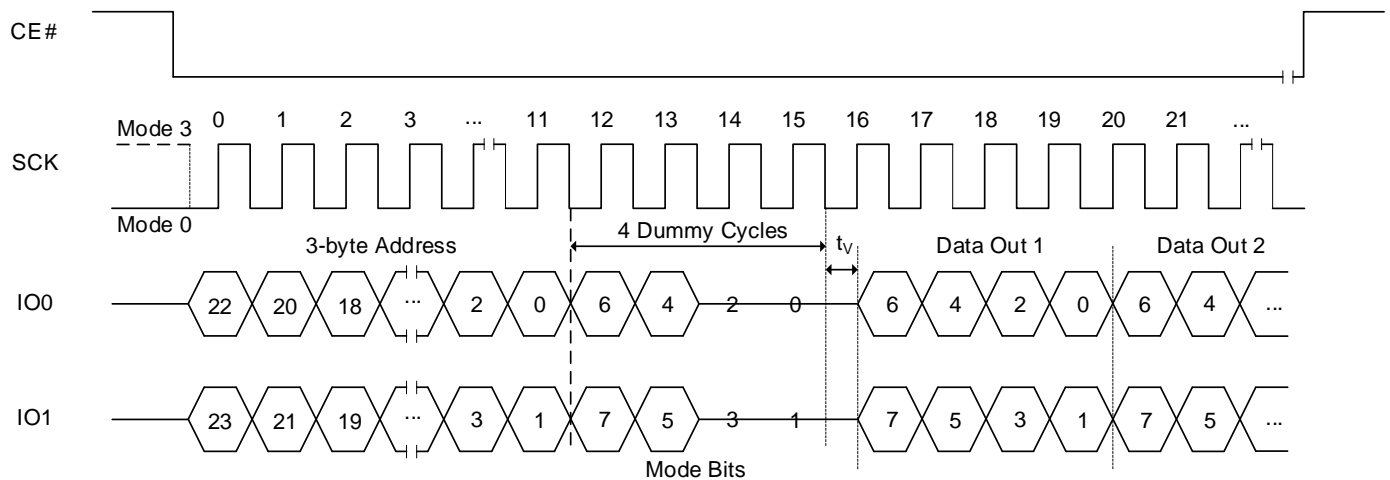 CE#
0 1 2 3 ... 11 12 13 14 15 16 17 18 19 20 21 ...
Mode 3
SCK
Mode 0
4 Dummy Cycles
3-byte Address
tV
Data Out 1
Data Out 2
IO0
22 20 18 ... 2 0 6 4 2 0 6 4 2 0 6 4 ...
IO1
23 21 19 ... 3 1 7 5 3 1 7 5 3 1 7 5 ...
Mode Bits